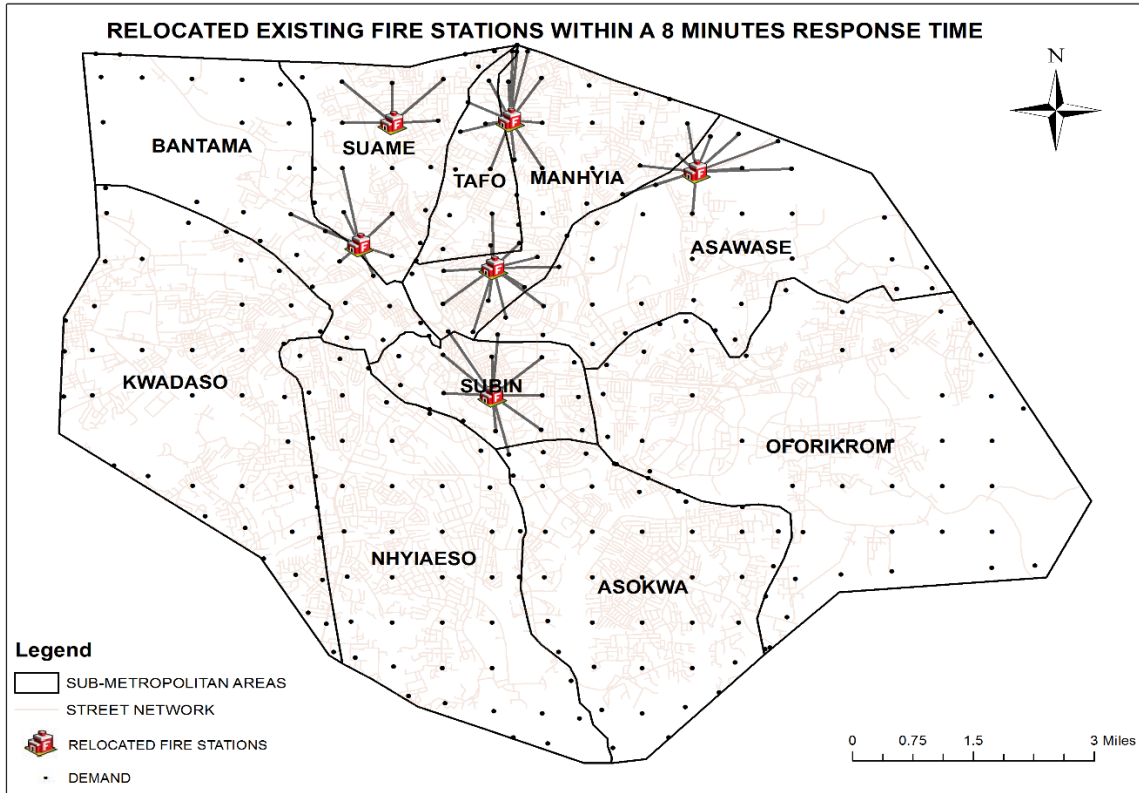 RELOCATED EXISTING FIRE STATIONS WITHIN A 8 MINUTES RESPONSE TIME
N
BANTAMA
SUAME
TAFO
MANHYIA
ASAWASE
KWADASO
SUBIN
OFORIKROM
NHYIAESO
ASOKWA
Legend
SUB-METROPOLITAN AREAS
STREET NETWORK
RELOCATED FIRE STATIONS
DEMAND
0 0.75 1.5 3 Miles